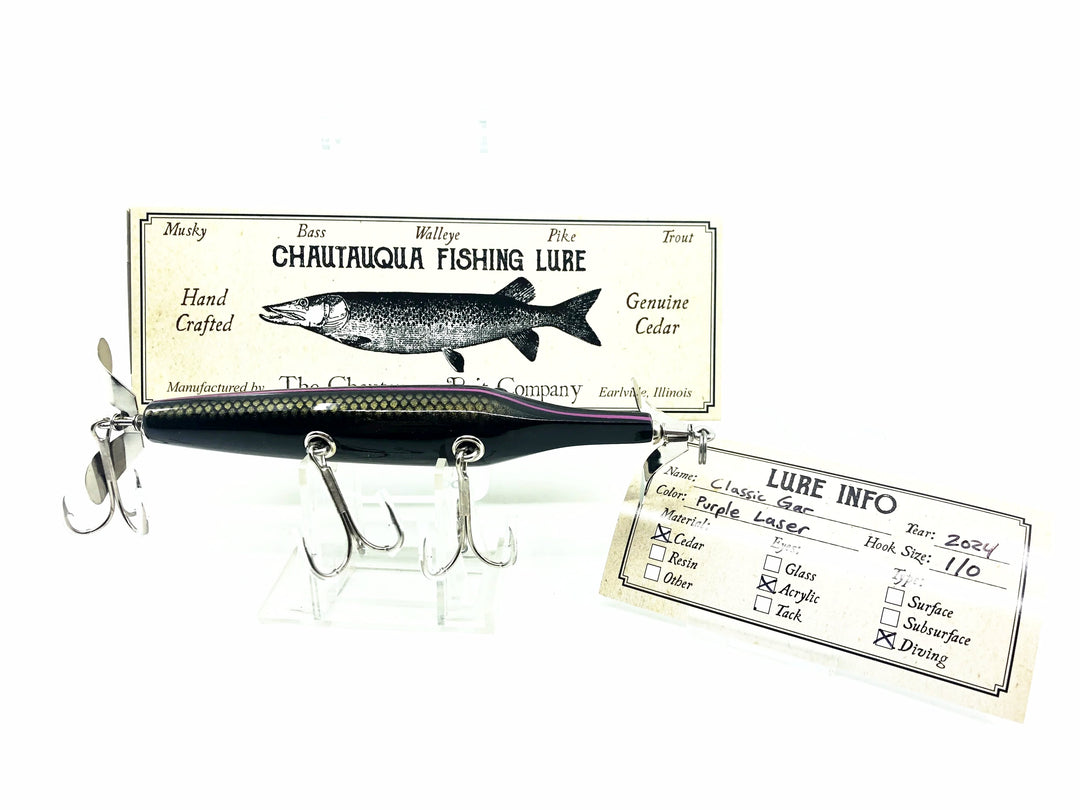 Musky Bass Walleye Pike Trout
CHAUTAUQUA FISHING LURE
Hand Crafted
Genuine Cedar
Manufactured by The Company Earlville, Illinois
LURE INFO
Name: Classic Gar
Year: 2024
Color: Purple Laser
Hook Size: 1/0
Material:
Cedar
Resin
Other
Eyes:
Glass
Acrylic
Tack
Type:
Surface
Subsurface
Diving